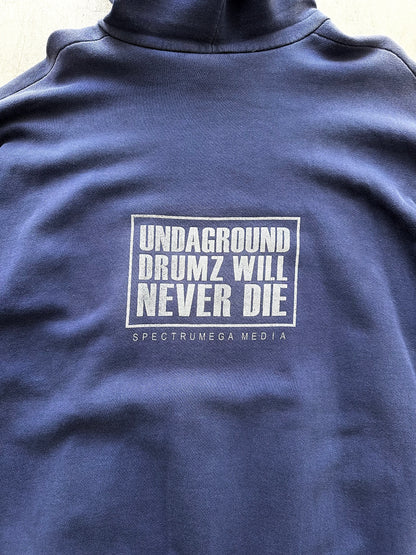 UNDAGROUND
DRUMZ WILL
NEVER DIE
SPECTRUMEGA MEDIA